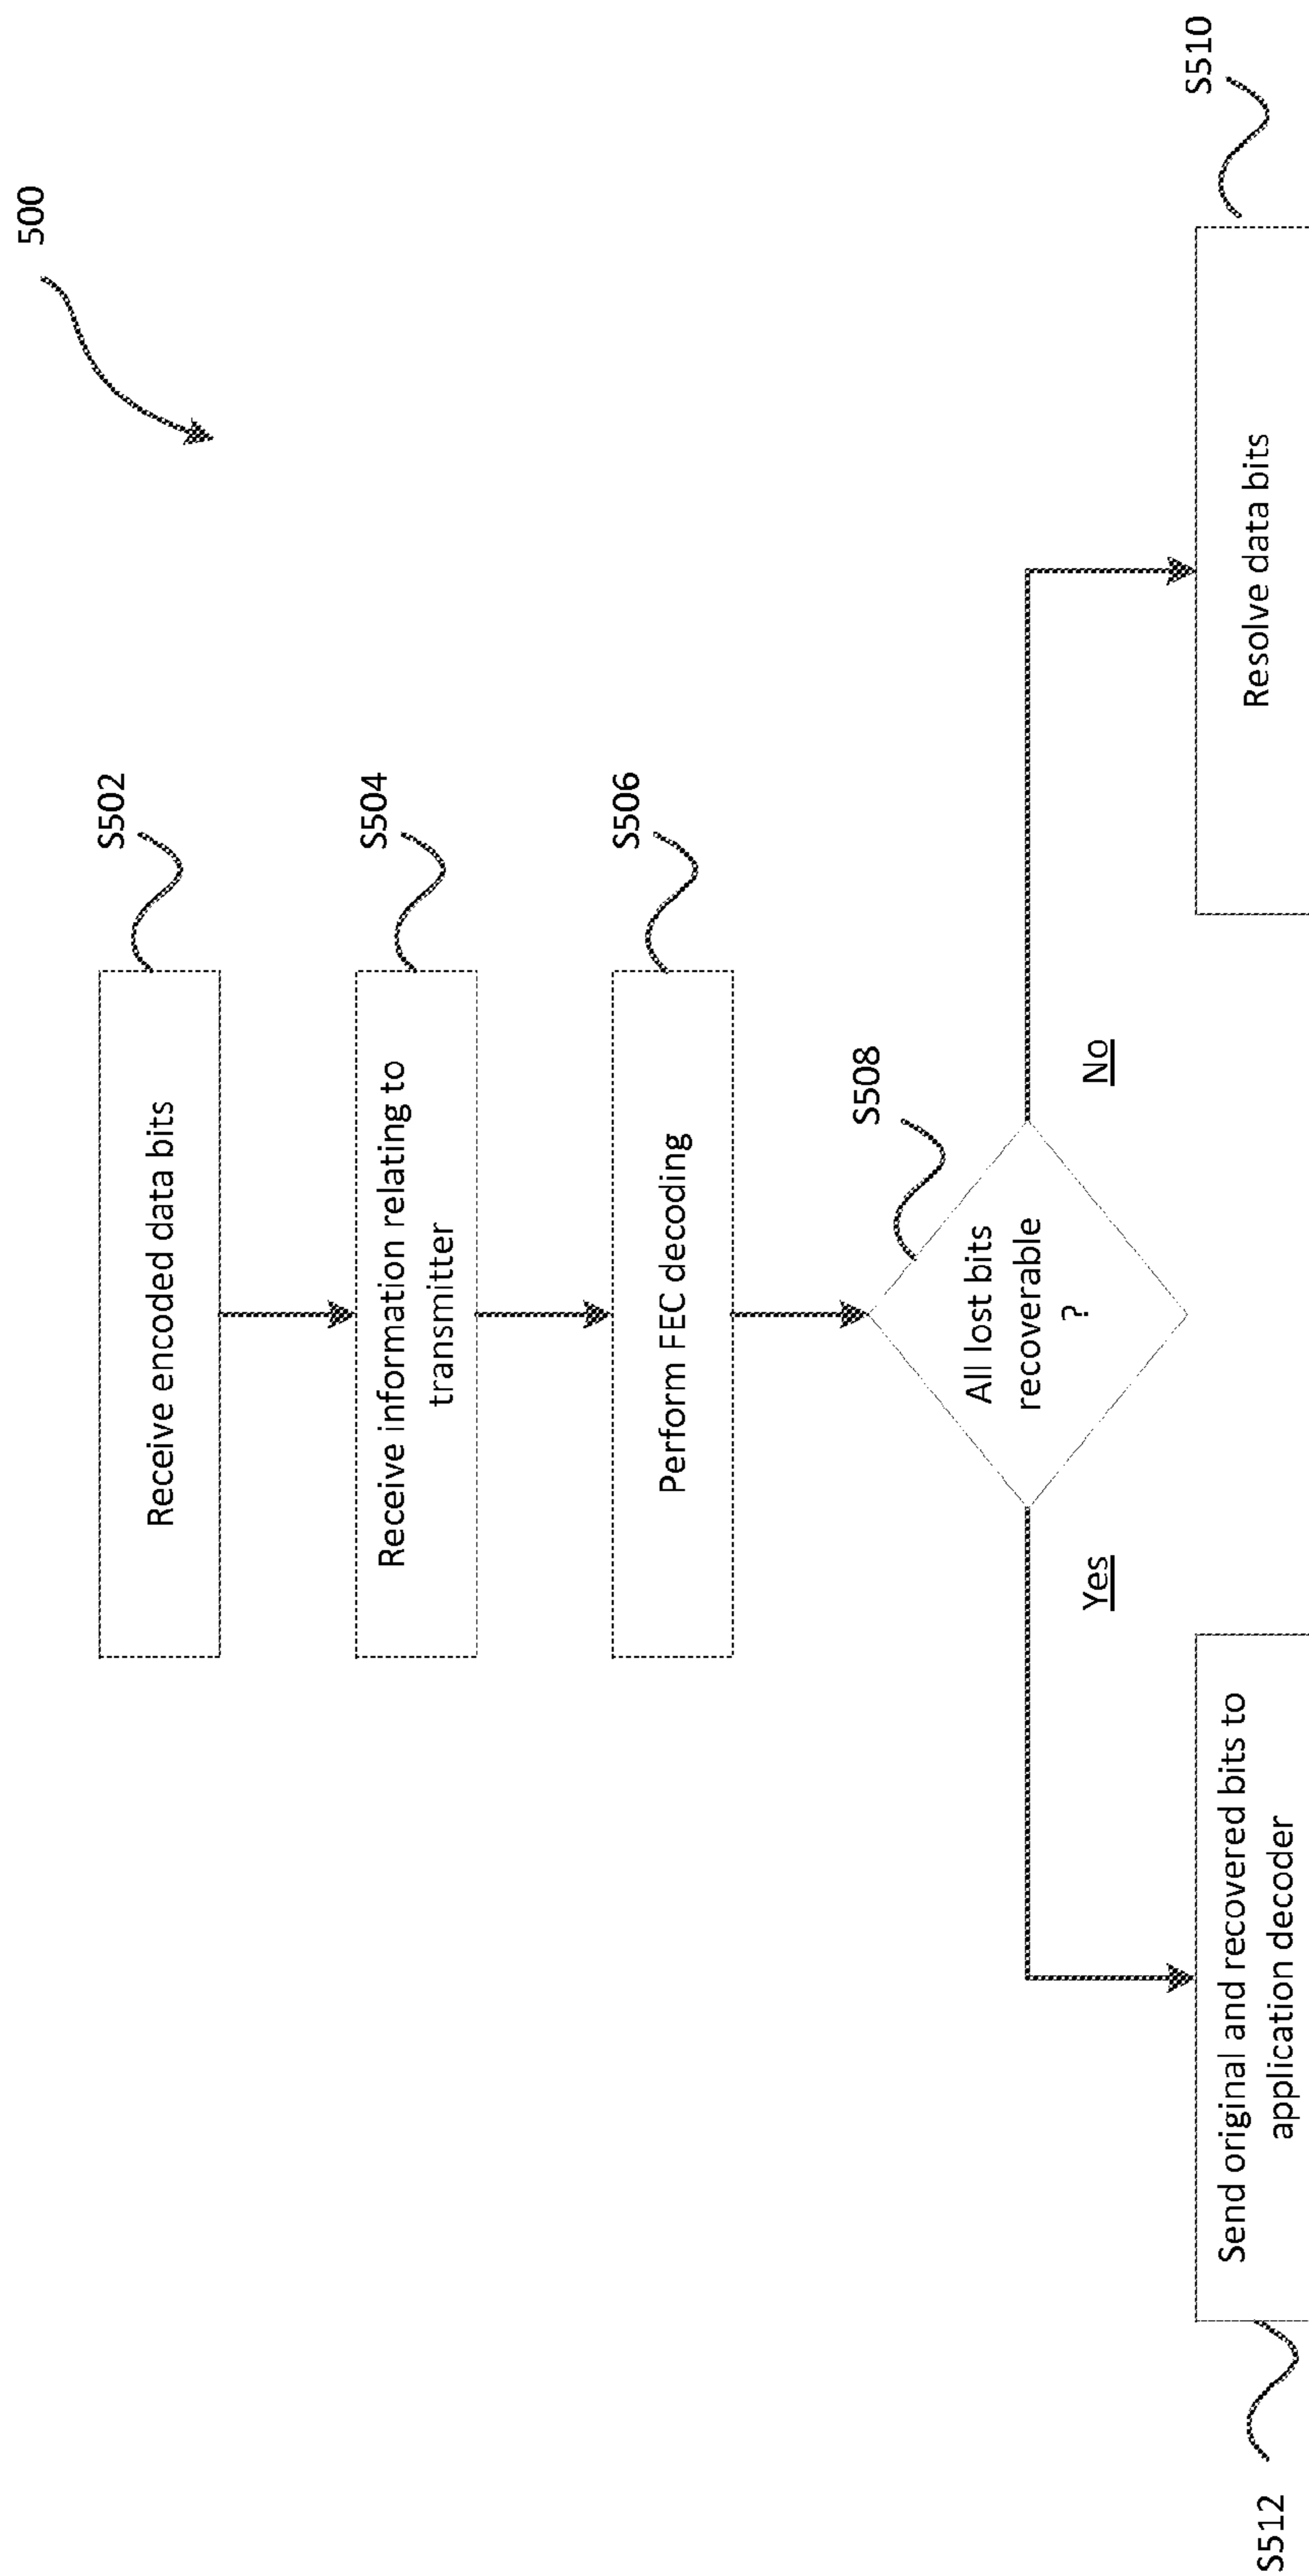 500
S502
Receive encoded data bits
S504
Receive information relating to
transmitter
S506
Perform FEC decoding
S508
All lost bits
recoverable
?
Yes
No
S512
Send original and recovered bits to
application decoder
S510
Resolve data bits